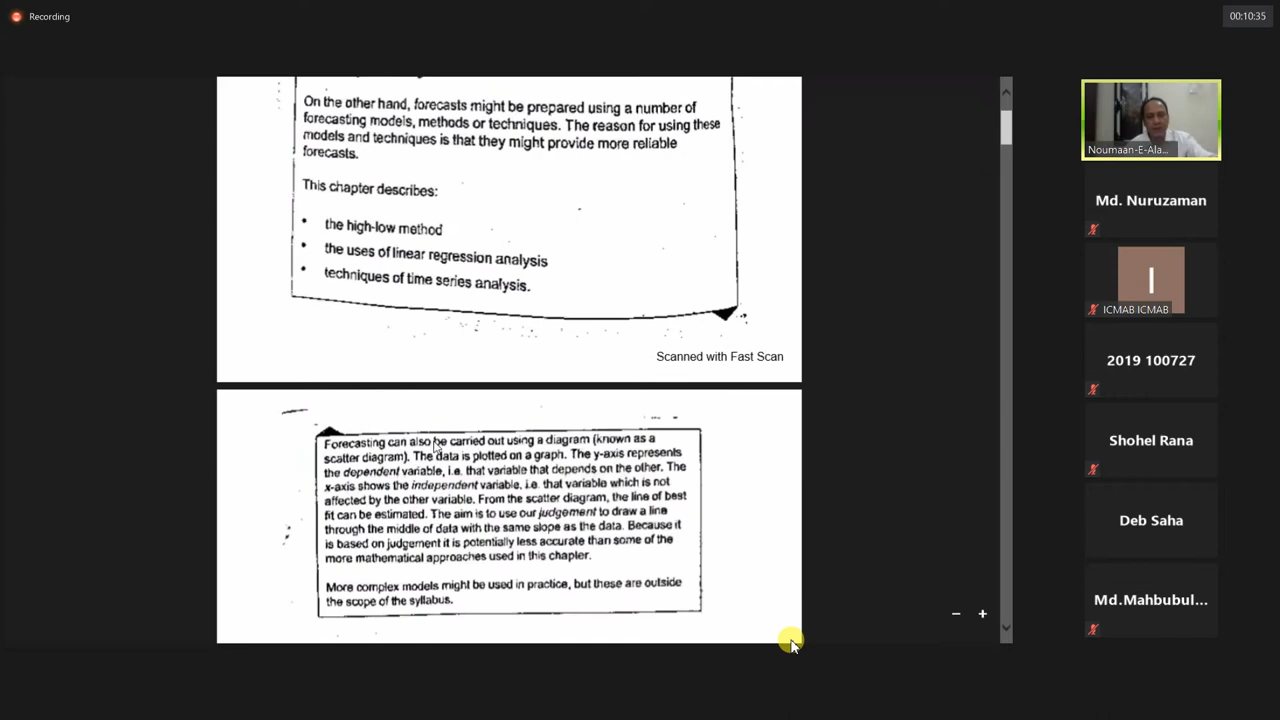 Recording
00:10:35
On the other hand, forecasts might be prepared using a number of
forecasting models, methods or techniques. The reason for using these
models and techniques is that they might provide more reliable
forecasts.
This chapter describes:
• the high-low method
• the uses of linear regression analysis
• techniques of time series analysis.
Scanned with Fast Scan
Forecasting can also be carried out using a diagram (known as a
scatter diagram). The data is plotted on a graph. The y-axis represents
the dependent variable, i.e. that variable that depends on the other. The
x-axis shows the independent variable, i.e. that variable which is not
affected by the other variable. From the scatter diagram, the line of best
fit can be estimated. The aim is to use our judgement to draw a line
through the middle of data with the same slope as the data. Because it
is based on judgement it is potentially less accurate than some of the
more mathematical approaches used in this chapter.
More complex models might be used in practice, but these are outside
the scope of the syllabus.
Noumaan-E-Ala...
Md. Nuruzaman
I
ICMAB ICMAB
2019 100727
Shohel Rana
Deb Saha
Md.Mahbubul...